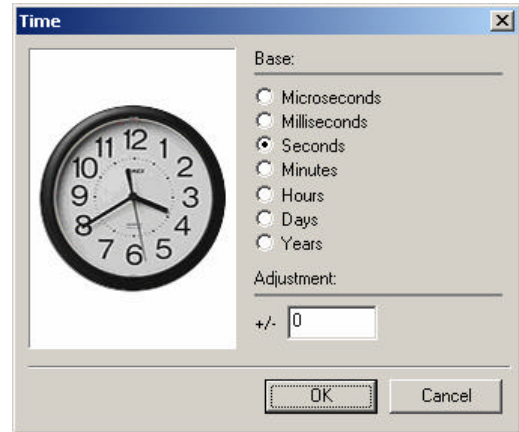 Time
11 12 1
10 2
9 3
8 4
7 6 5
Base:
Microseconds
Milliseconds
Seconds
Minutes
Hours
Days
Years
Adjustment:
+/- 0
OK Cancel